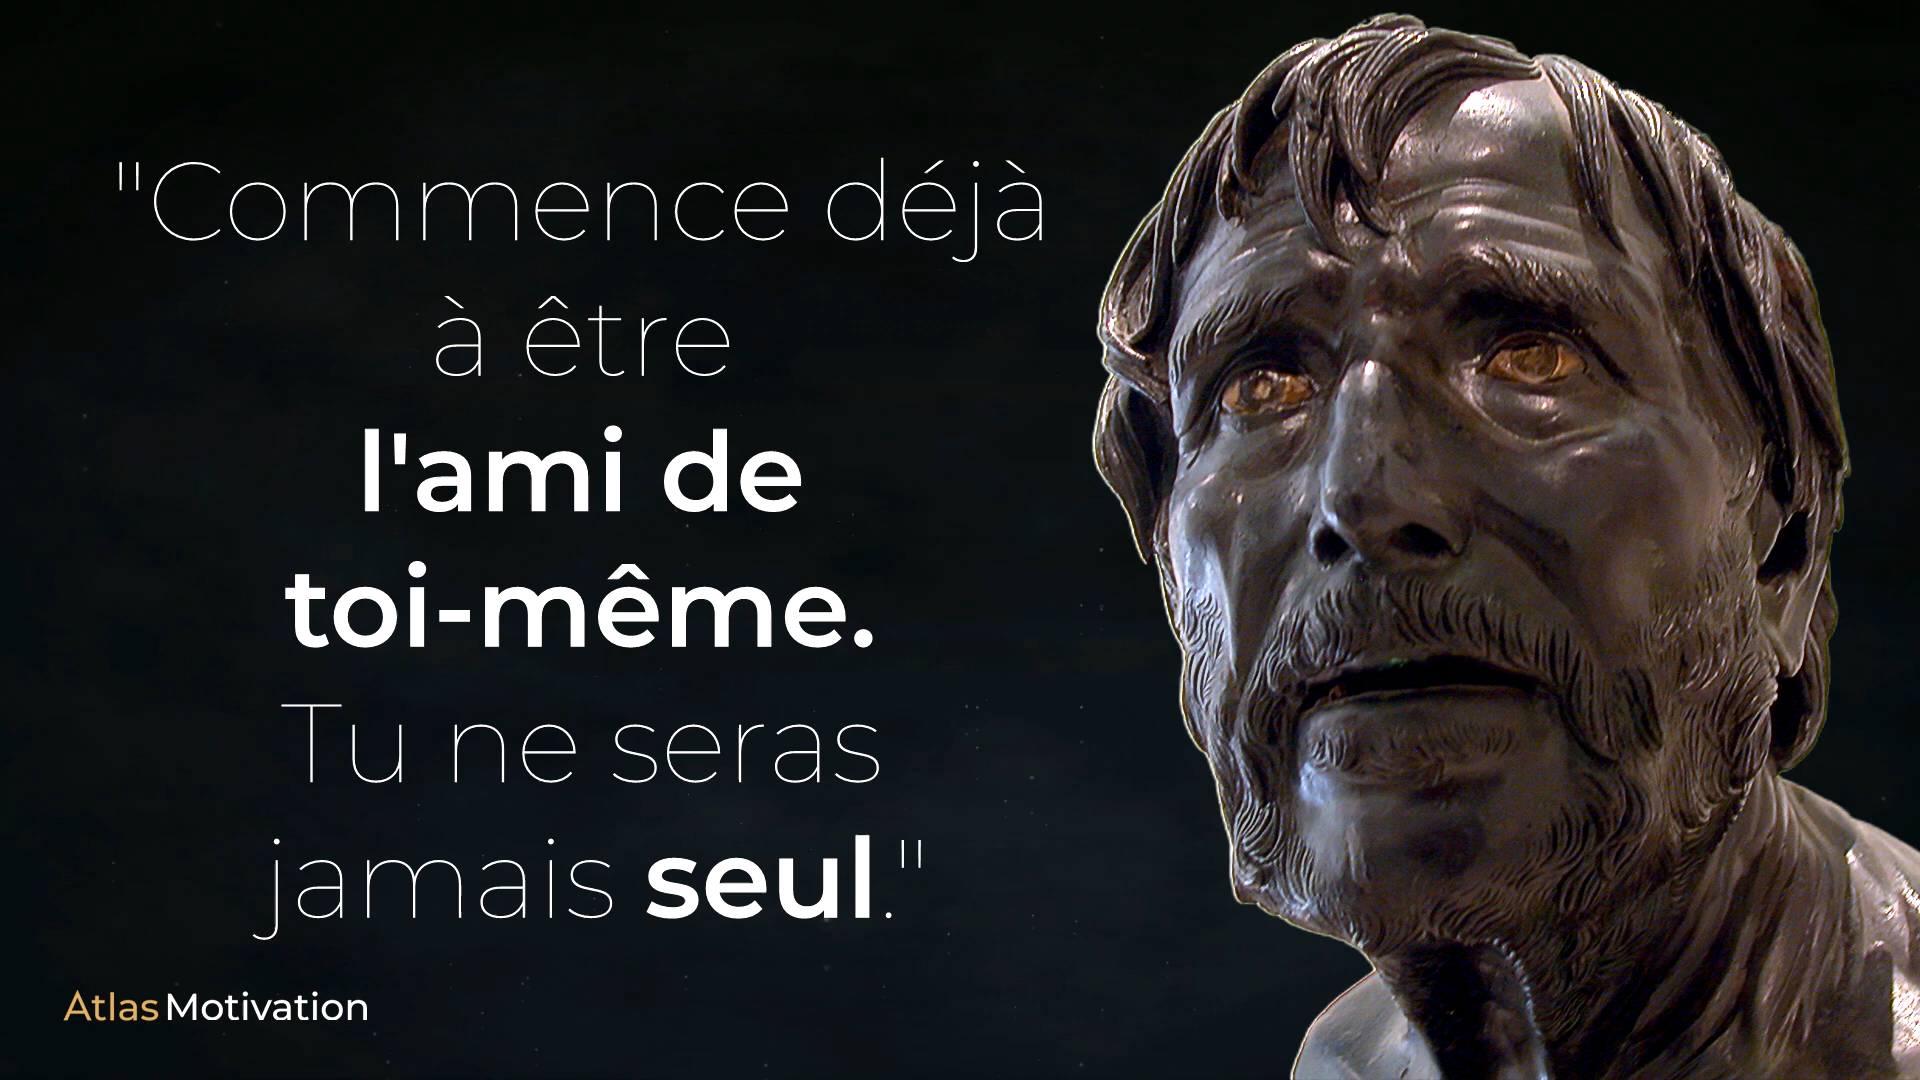 "Commence déjà
à être
l'ami de
toi-même.
Tu ne seras
jamais seul."
Atlas Motivation